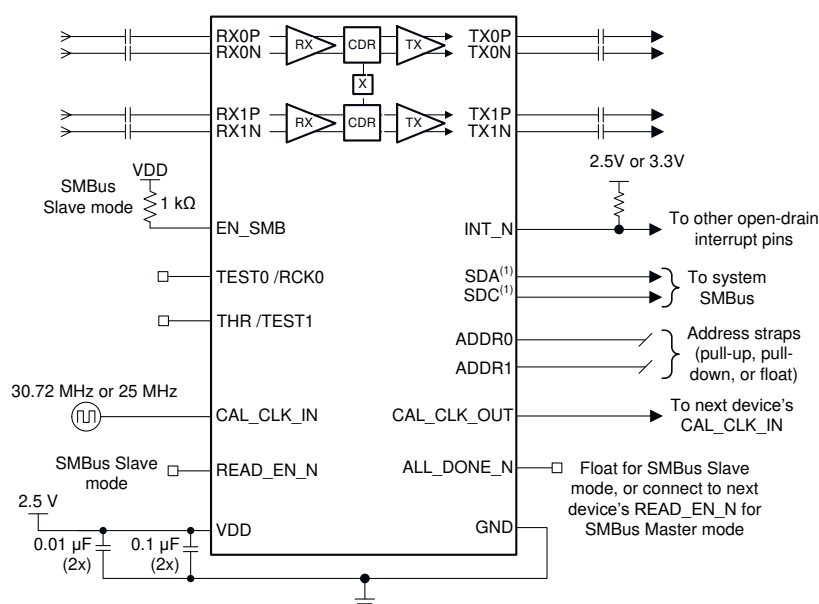 RX0P
RX0N
RX
CDR
TX
TX0P
TX0N
X
RX1P
RX1N
RX
CDR
TX
TX1P
TX1N
VDD
SMBus
Slave mode
1 kΩ
EN_SMB
2.5V or 3.3V
INT_N
To other open-drain
interrupt pins
TEST0 /RCK0
SDA(1)
SDC(1)
To system
SMBus
THR /TEST1
ADDR0
ADDR1
Address straps
(pull-up, pull-
down, or float)
30.72 MHz or 25 MHz
CAL_CLK_IN
CAL_CLK_OUT
To next device's
CAL_CLK_IN
SMBus Slave
mode
READ_EN_N
ALL_DONE_N
Float for SMBus Slave
mode, or connect to next
device's READ_EN_N for
SMBus Master mode
2.5 V
VDD
GND
0.01 µF
(2x)
0.1 µF
(2x)